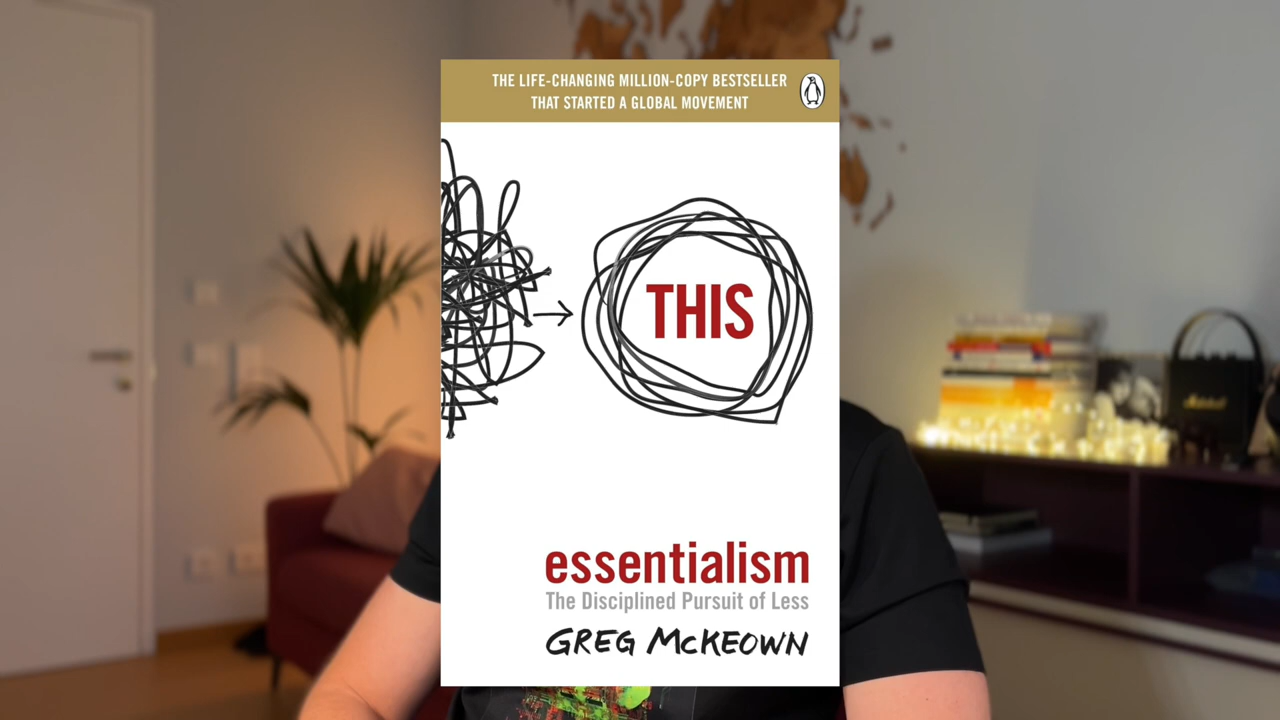 THE LIFE-CHANGING MILLION-COPY BESTSELLER
THAT STARTED A GLOBAL MOVEMENT
THIS
essentialism
The Disciplined Pursuit of Less
GREG McKEOWN
Marshall